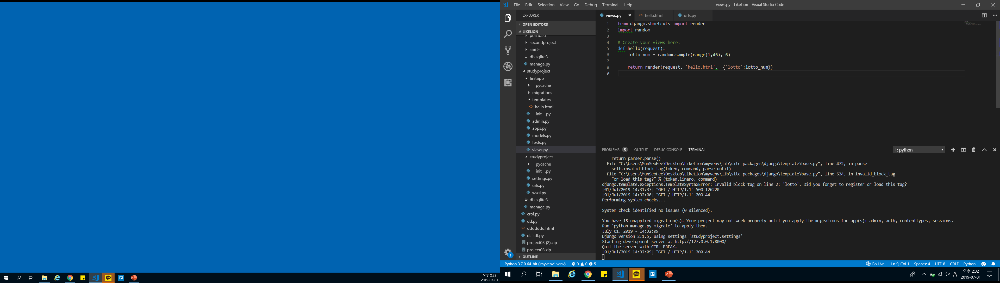 오후 2:32
2019-07-01
File Edit Selection View Go Debug Terminal Help
views.py - LikeLion - Visual Studio Code
EXPLORER
OPEN EDITORS
LIKELION
portfolio
secondproject
static
db.sqlite3
manage.py
studyproject
firstapp
__pycache__
migrations
templates
hello.html
__init__.py
admin.py
apps.py
models.py
tests.py
views.py
studyproject
__pycache__
__init__.py
settings.py
urls.py
wsgi.py
db.sqlite3
manage.py
crol.py
dd.py
ddddddd.html
dsfsdf.py
project03 (2).zip
project03.zip
OUTLINE
views.py hello.html urls.py
1 from django.shortcuts import render
2 import random
3
4 # Create your views here.
5 def hello(request):
6 lotto_num = random.sample(range(1,46), 6)
7
8 return render(request, 'hello.html', {'lotto':lotto_num})
9
PROBLEMS 5 OUTPUT DEBUG CONSOLE TERMINAL
1: python
return parser.parse()
File "C:\Users\MunSeoHee\Desktop\LikeLion\myvenv\lib\site-packages\django\template\base.py", line 472, in parse
self.invalid_block_tag(token, command, parse_until)
File "C:\Users\MunSeoHee\Desktop\LikeLion\myvenv\lib\site-packages\django\template\base.py", line 534, in invalid_block_tag
"or load this tag?" % (token.lineno, command)
django.template.exceptions.TemplateSyntaxError: Invalid block tag on line 2: 'lotto'. Did you forget to register or load this tag?
[01/Jul/2019 14:31:37] "GET / HTTP/1.1" 500 126220
[01/Jul/2019 14:32:00] "GET / HTTP/1.1" 200 44
Performing system checks...
System check identified no issues (0 silenced).
You have 15 unapplied migration(s). Your project may not work properly until you apply the migrations for app(s): admin, auth, contenttypes, sessions.
Run 'python manage.py migrate' to apply them.
July 01, 2019 - 14:32:09
Django version 2.1.5, using settings 'studyproject.settings'
Starting development server at http://127.0.0.1:8000/
Quit the server with CTRL-BREAK.
[01/Jul/2019 14:32:09] "GET / HTTP/1.1" 200 44
1
Python 3.7.0 64-bit ('myvenv': venv) 0 0 5
Go Live Ln 9, Col 1 Spaces: 4 UTF-8 CRLF Python
TALK
A
오후 2:32
2019-07-01